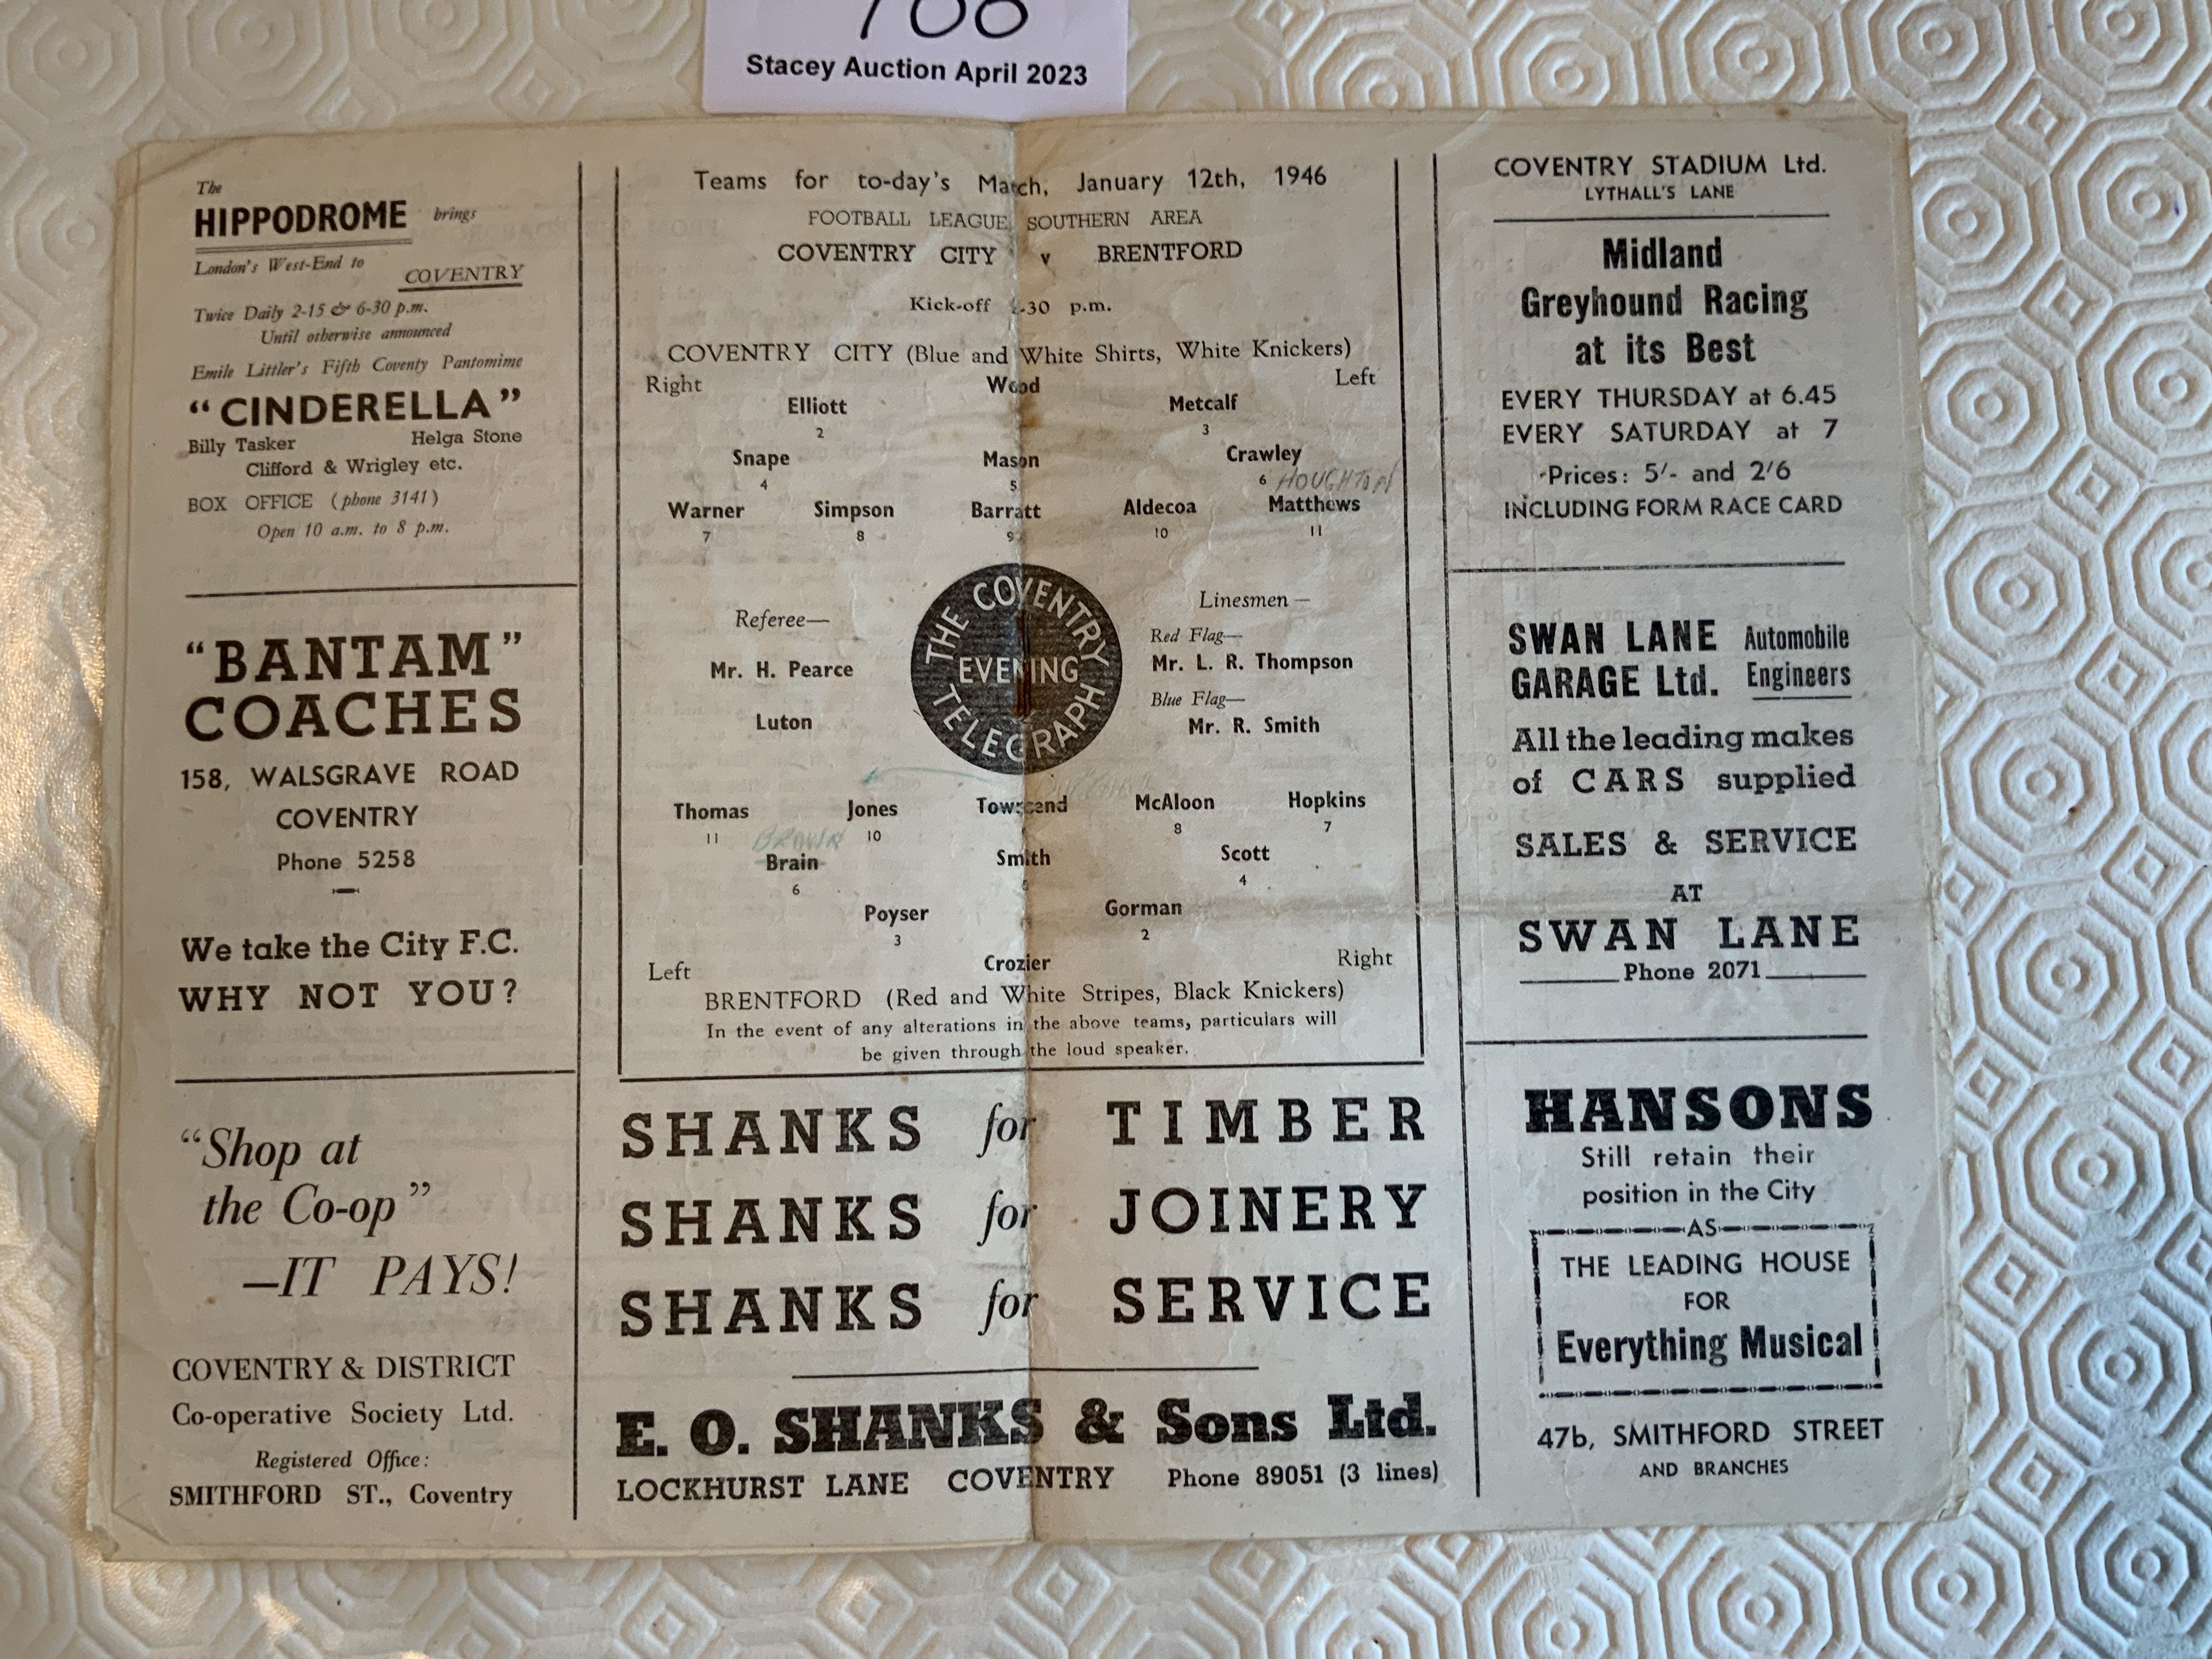 Stacey Auction April 2023
The
HIPPODROME brings
London's West-End to
COVENTRY
Twice Daily 2-15 & 6-30 p.m.
Until otherwise announced
Emile Littler's Fifth Coventy Pantomime
"CINDERELLA"
Billy Tasker Helga Stone
Clifford & Wrigley etc.
BOX OFFICE (phone 3141)
Open 10 a.m. to 8 p.m.
"BANTAM"
COACHES
158, WALSGRAVE ROAD
COVENTRY
Phone 5258
We take the City F.C.
WHY NOT YOU?
"Shop at
the Co-op"
—IT PAYS!
COVENTRY & DISTRICT
Co-operative Society Ltd.
Registered Office:
SMITHFORD ST., Coventry
Teams for to-day's Match, January 12th, 1946
FOOTBALL LEAGUE SOUTHERN AREA
COVENTRY CITY v BRENTFORD
Kick-off .30 p.m.
COVENTRY CITY (Blue and White Shirts, White Knickers)
Right Wood Left
Elliott Metcalf
2 3
Snape Mason Crawley
4 5 6 HOUGHTON
Warner Simpson Barratt Aldecoa Matthews
7 8 9 10 11
THE COVENTRY
EVENING
TELEGRAPH
Referee—
Mr. H. Pearce
Luton
Linesmen—
Red Flag—
Mr. L. R. Thompson
Blue Flag—
Mr. R. Smith
Thomas Jones Townsend McAloon Hopkins
11 10 8 7
BROWN
Brain Smith Scott
6 5 4
Poyser Gorman
3 2
Left Crozier Right
BRENTFORD (Red and White Stripes, Black Knickers)
In the event of any alterations in the above teams, particulars will
be given through the loud speaker.
SHANKS for TIMBER
SHANKS for JOINERY
SHANKS for SERVICE
E. O. SHANKS & Sons Ltd.
LOCKHURST LANE COVENTRY Phone 89051 (3 lines)
COVENTRY STADIUM Ltd.
LYTHALL'S LANE
Midland
Greyhound Racing
at its Best
EVERY THURSDAY at 6.45
EVERY SATURDAY at 7
Prices: 5/- and 2/6
INCLUDING FORM RACE CARD
SWAN LANE Automobile
GARAGE Ltd. Engineers
All the leading makes
of CARS supplied
SALES & SERVICE
AT
SWAN LANE
Phone 2071
HANSONS
Still retain their
position in the City
AS
THE LEADING HOUSE
FOR
Everything Musical
47b, SMITHFORD STREET
AND BRANCHES